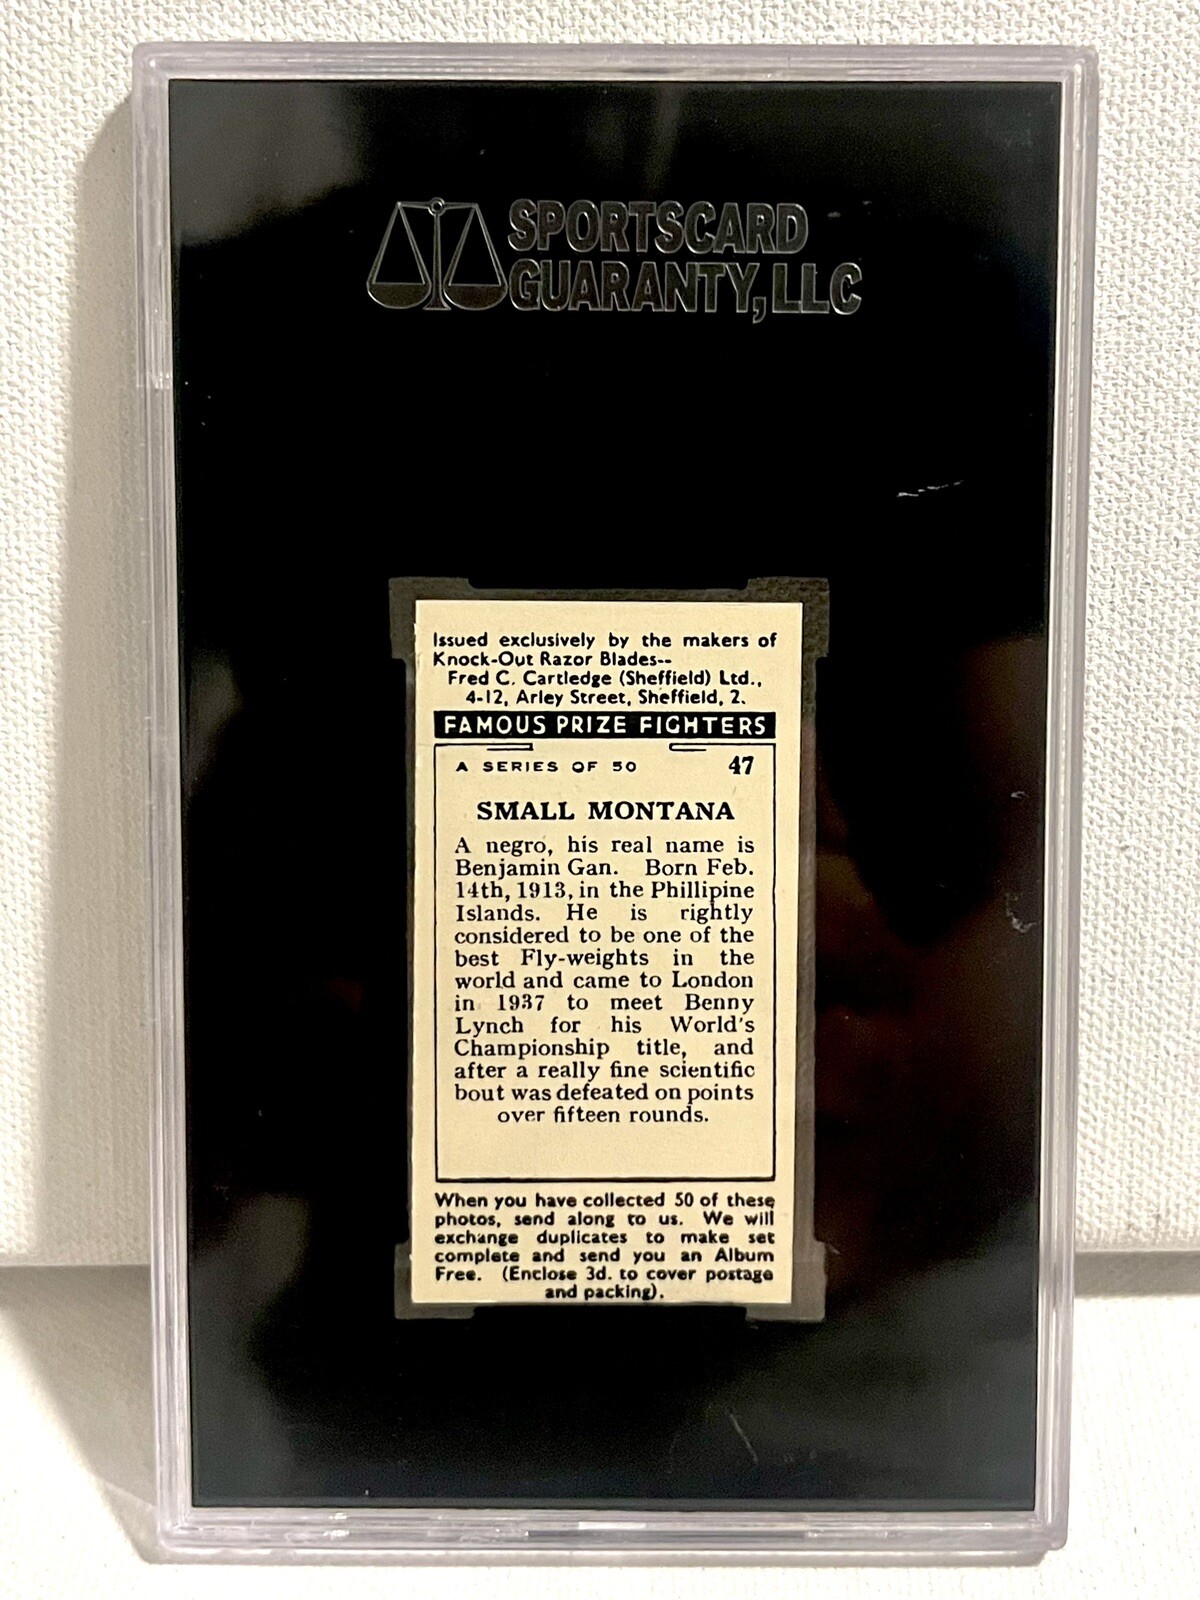 SPORTSCARD
GUARANTY, LLC
Issued exclusively by the makers of
Knock-Out Razor Blades--
Fred C. Cartledge (Sheffield) Ltd.,
4-12, Arley Street, Sheffield, 2.
FAMOUS PRIZE FIGHTERS
A SERIES OF 50 47
SMALL MONTANA
A negro, his real name is
Benjamin Gan. Born Feb.
14th, 1913, in the Phillipine
Islands. He is rightly
considered to be one of the
best Fly-weights in the
world and came to London
in 1937 to meet Benny
Lynch for his World's
Championship title, and
after a really fine scientific
bout was defeated on points
over fifteen rounds.
When you have collected 50 of these
photos, send along to us. We will
exchange duplicates to make set
complete and send you an Album
Free. (Enclose 3d. to cover postage
and packing).